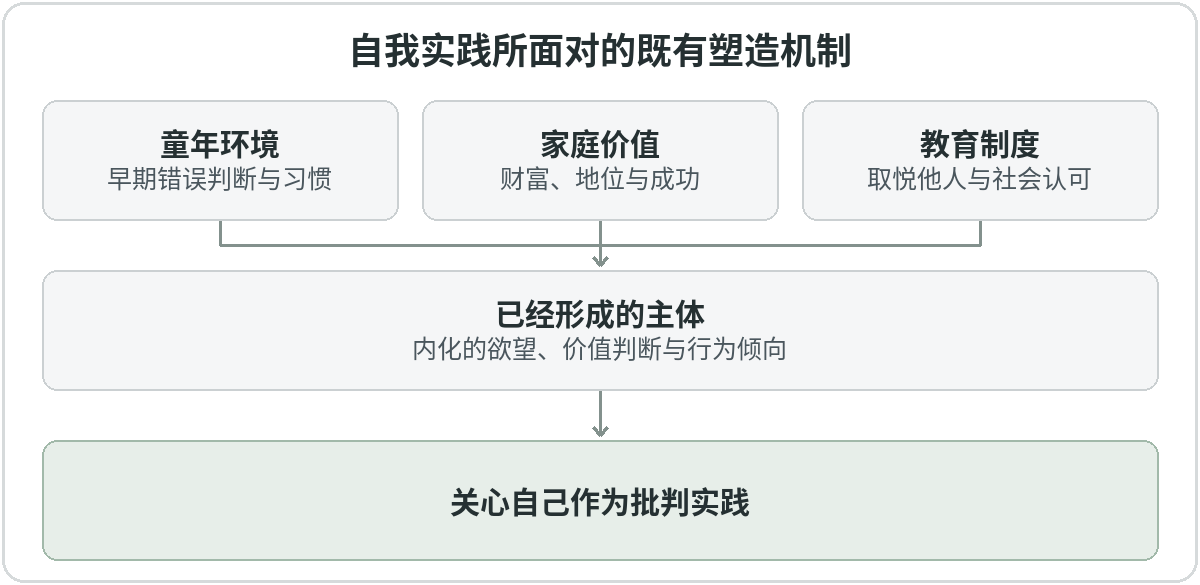 自我实践所面对的既有塑造机制
童年环境
早期错误判断与习惯
家庭价值
财富、地位与成功
教育制度
取悦他人与社会认可
已经形成的主体
内化的欲望、价值判断与行为倾向
关心自己作为批判实践